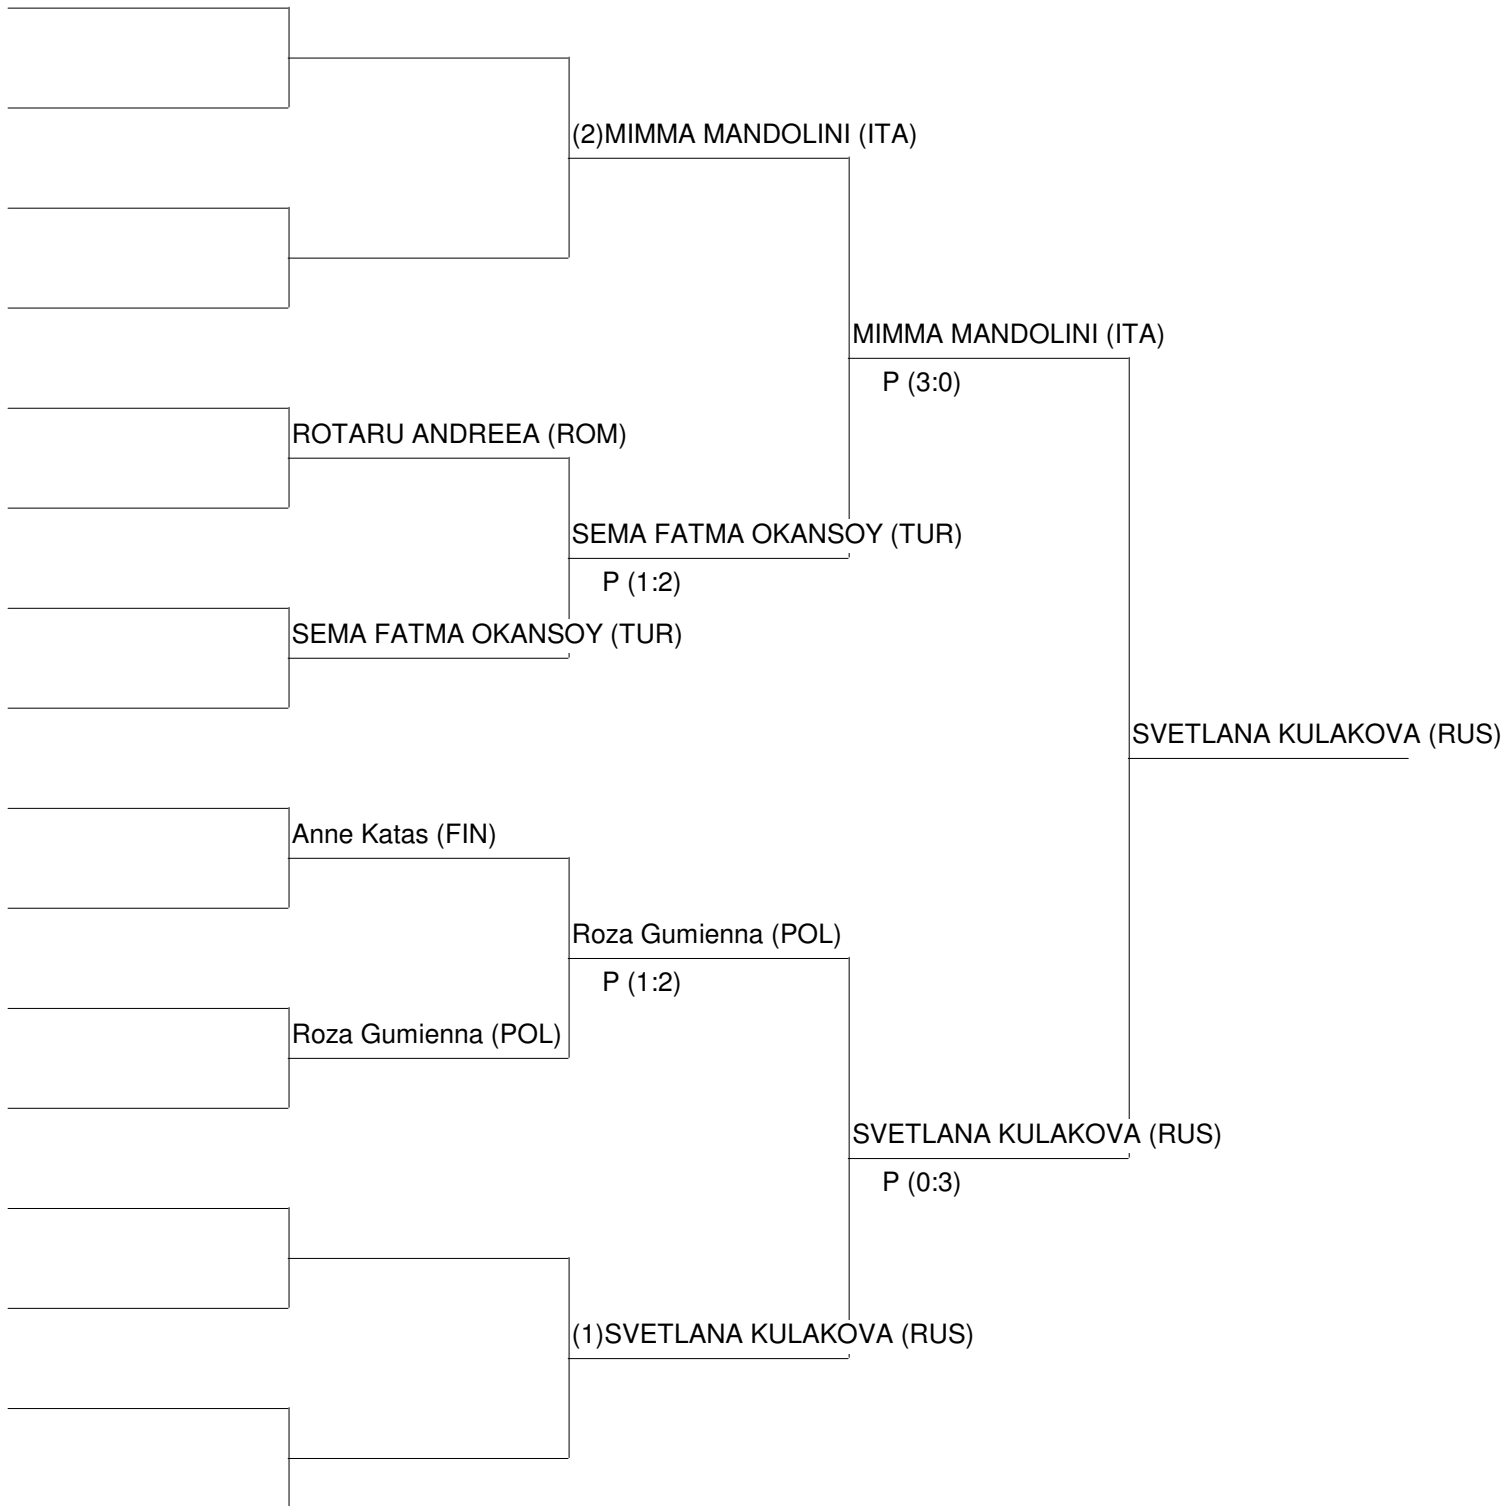 (2)MIMMA MANDOLINI (ITA)
MIMMA MANDOLINI (ITA)
P (3:0)
ROTARU ANDREEA (ROM)
SEMA FATMA OKANSOY (TUR)
P (1:2)
SEMA FATMA OKANSOY (TUR)
SVETLANA KULAKOVA (RUS)
Anne Katas (FIN)
Roza Gumienna (POL)
P (1:2)
Roza Gumienna (POL)
SVETLANA KULAKOVA (RUS)
P (0:3)
(1)SVETLANA KULAKOVA (RUS)